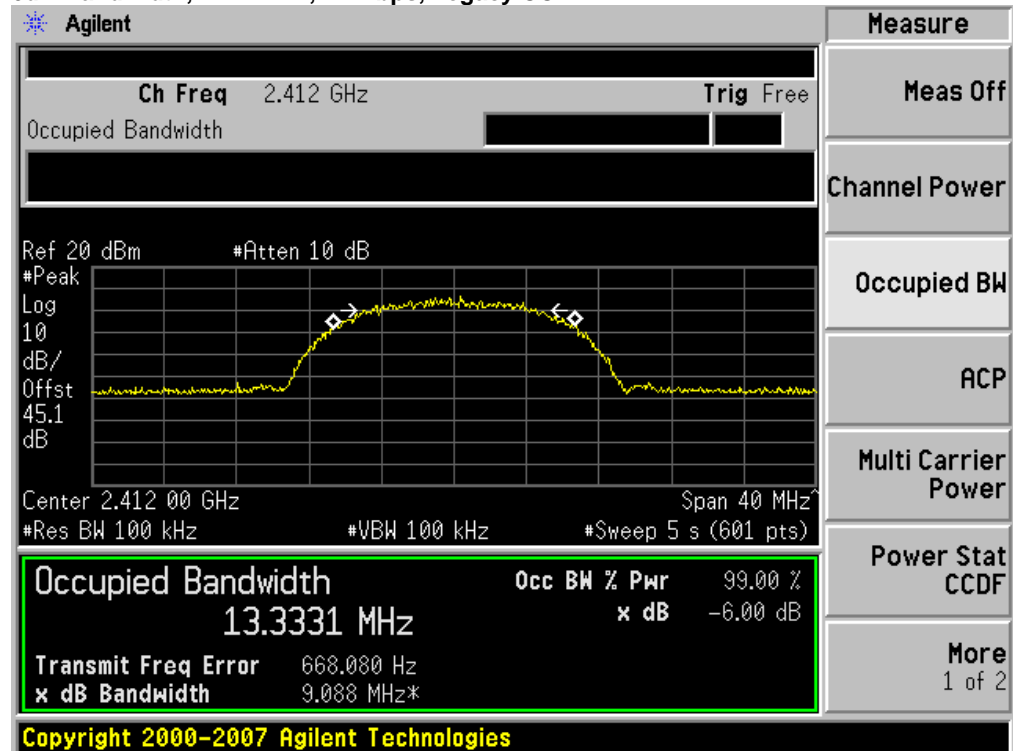 Agilent
Measure
Ch Freq 2.412 GHz Trig Free
Occupied Bandwidth
Meas Off
Channel Power
Occupied BW
ACP
Multi Carrier
Power
Power Stat
CCDF
More
1 of 2
Ref 20 dBm #Atten 10 dB
#Peak
Log
10
dB/
Offst
45.1
dB
Center 2.412 00 GHz Span 40 MHz^
#Res BW 100 kHz #VBW 100 kHz #Sweep 5 s (601 pts)
Occupied Bandwidth Occ BW % Pwr 99.00 %
13.3331 MHz x dB -6.00 dB
Transmit Freq Error 668.080 Hz
x dB Bandwidth 9.088 MHz*
Copyright 2000-2007 Agilent Technologies